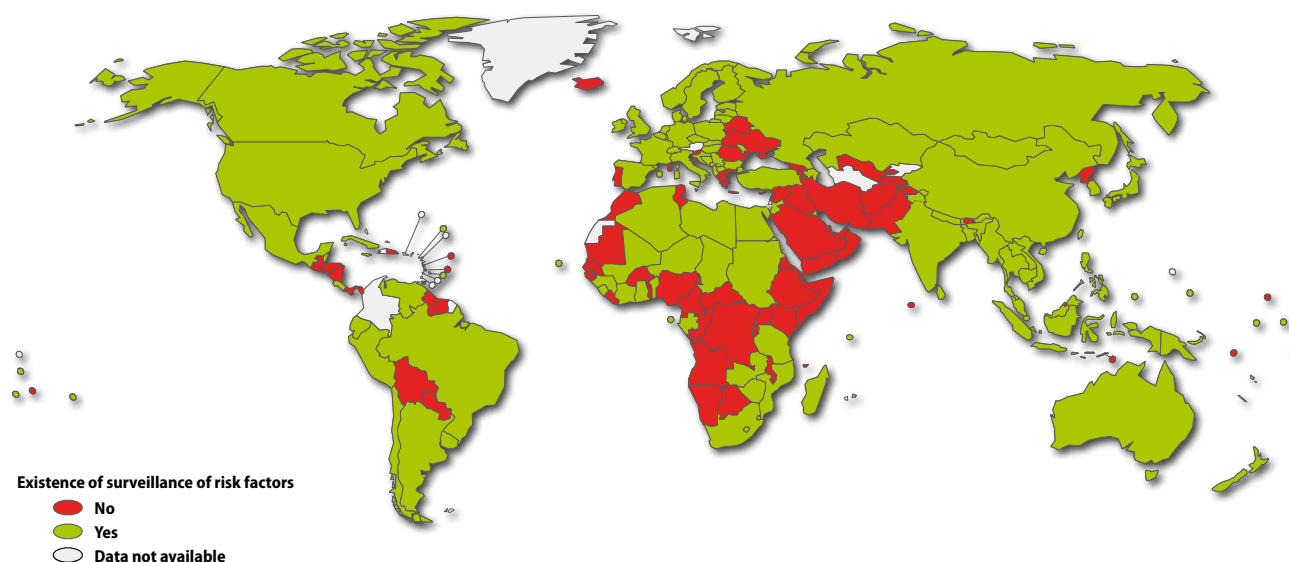 Existence of surveillance of risk factors
No
Yes
Data not available